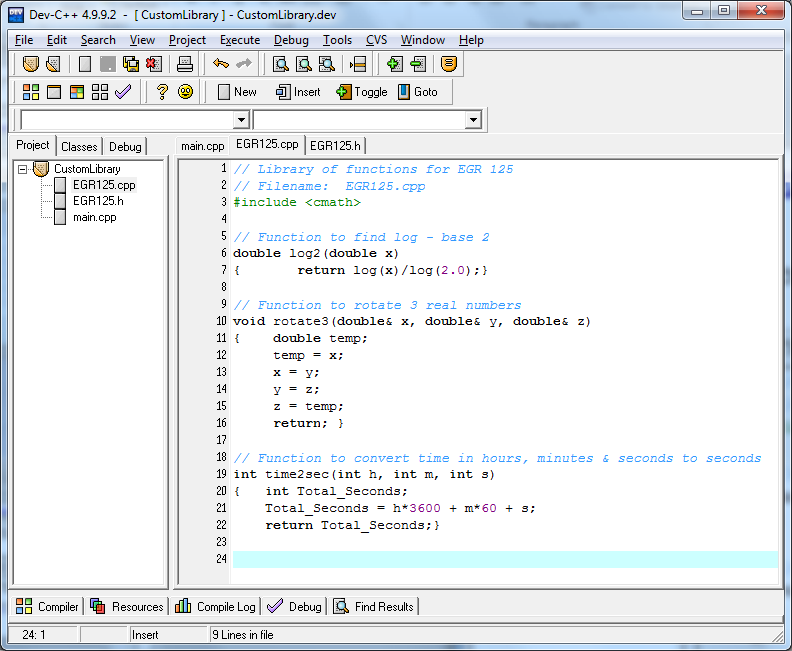 Dev-C++ 4.9.9.2 - [ CustomLibrary ] - CustomLibrary.dev
File Edit Search View Project Execute Debug Tools CVS Window Help
New Insert Toggle Goto
Project Classes Debug
main.cpp EGR125.cpp EGR125.h
CustomLibrary
EGR125.cpp
EGR125.h
main.cpp
1 // Library of functions for EGR 125
2 // Filename:  EGR125.cpp
3 #include <cmath>
4
5 // Function to find log - base 2
6 double log2(double x)
7 {       return log(x)/log(2.0);}
8
9 // Function to rotate 3 real numbers
10 void rotate3(double& x, double& y, double& z)
11 {    double temp;
12      temp = x;
13      x = y;
14      y = z;
15      z = temp;
16      return; }
17
18 // Function to convert time in hours, minutes & seconds to seconds
19 int time2sec(int h, int m, int s)
20 {   int Total_Seconds;
21     Total_Seconds = h*3600 + m*60 + s;
22     return Total_Seconds;}
23
24
Compiler Resources Compile Log Debug Find Results
24: 1 Insert 9 Lines in file